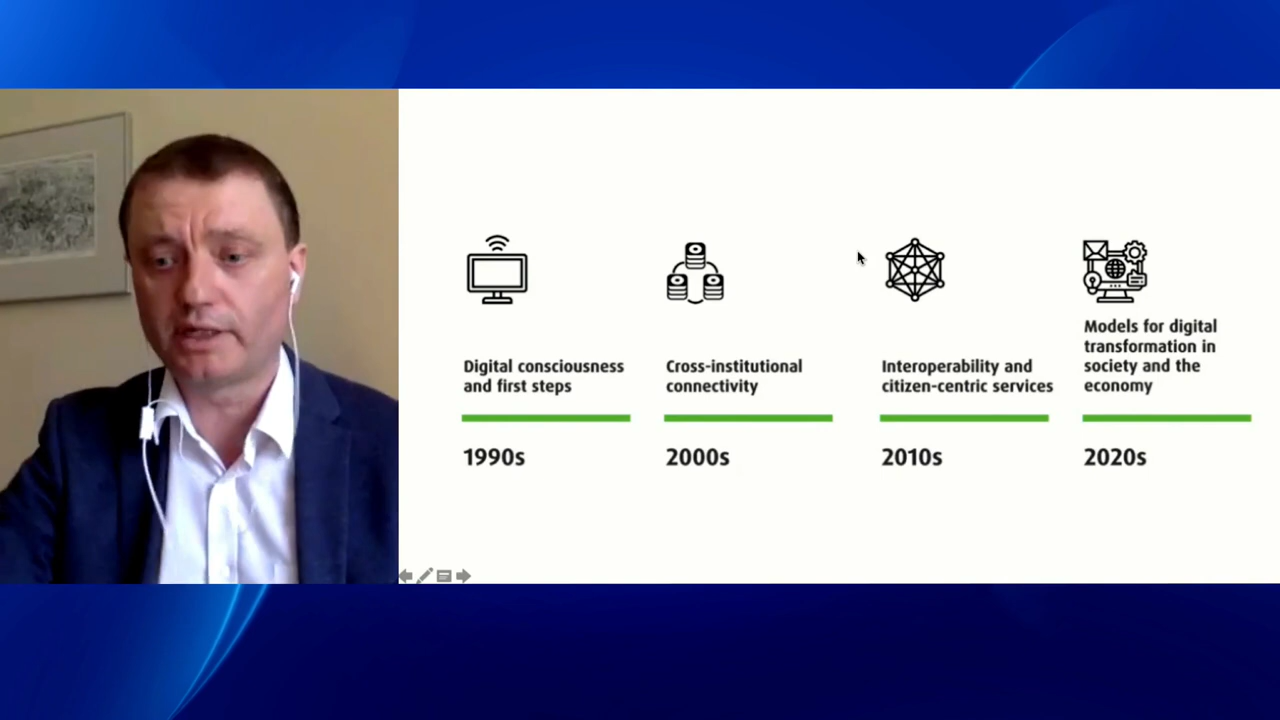 Digital consciousness
and first steps
1990s
Cross-institutional
connectivity
2000s
Interoperability and
citizen-centric services
2010s
Models for digital
transformation in
society and the
economy
2020s